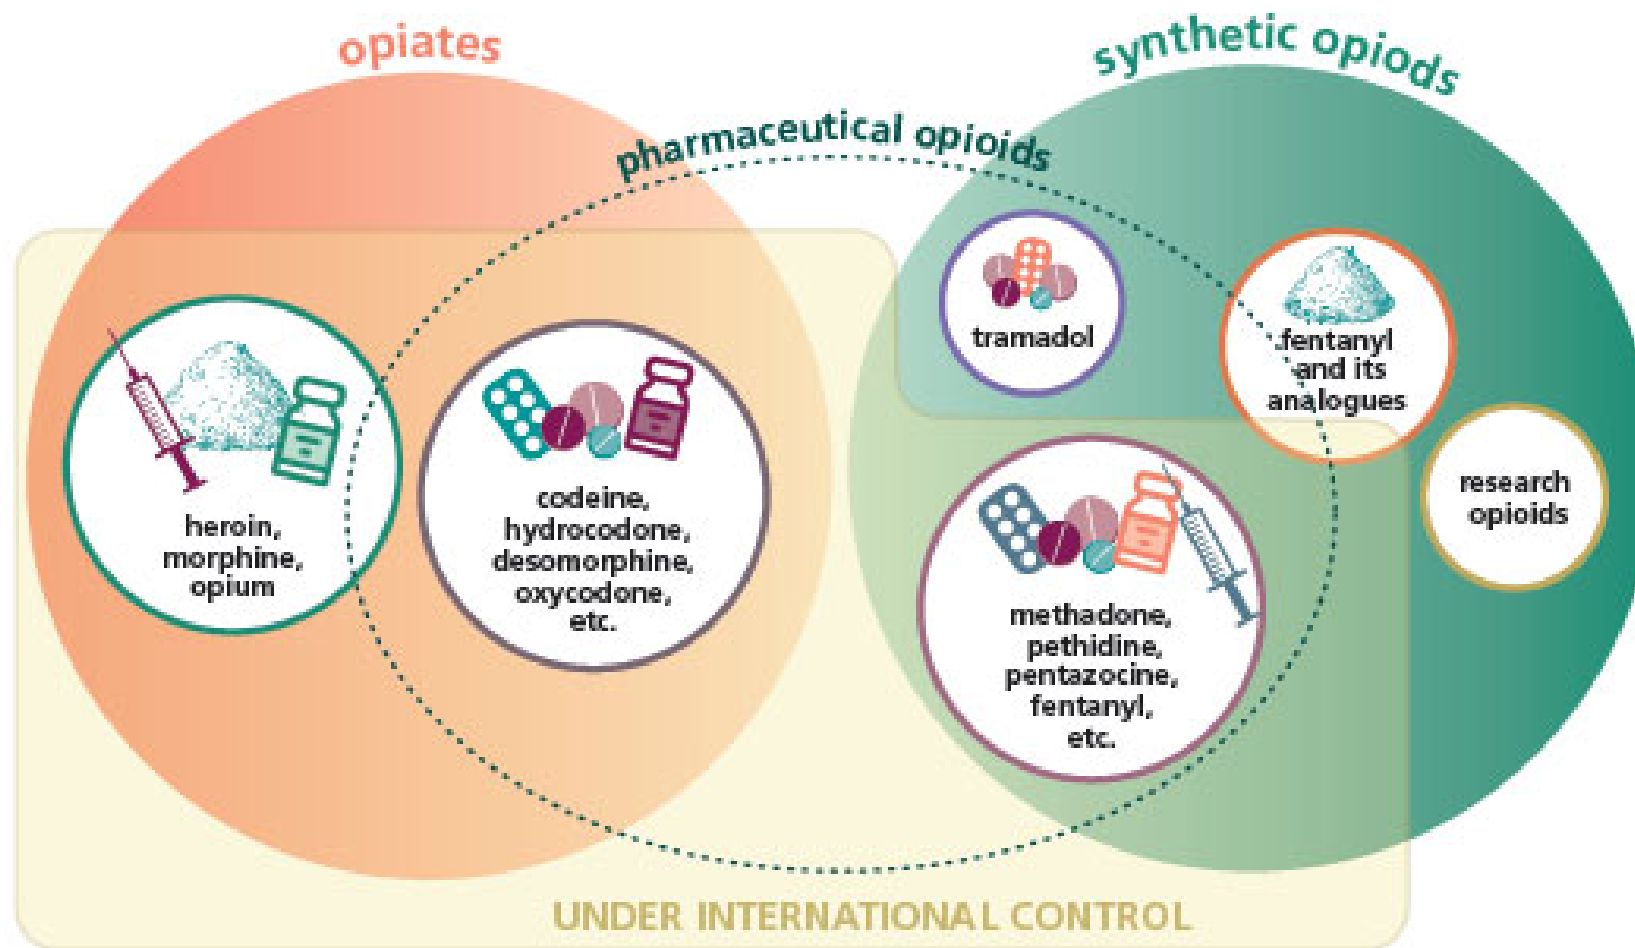 opiates
synthetic opiods
pharmaceutical opioids
tramadol
fentanyl
and its
analogues
research
opioids
heroin,
morphine,
opium
codeine,
hydrocodone,
desomorphine,
oxycodone,
etc.
methadone,
pethidine,
pentazocine,
fentanyl,
etc.
UNDER INTERNATIONAL CONTROL